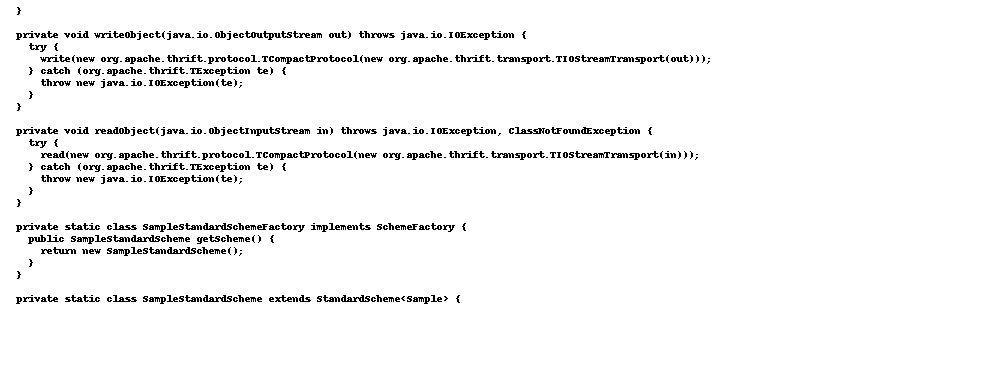 }

private void writeObject(java.io.ObjectOutputStream out) throws java.io.IOException {
  try {
    write(new org.apache.thrift.protocol.TCompactProtocol(new org.apache.thrift.transport.TIOStreamTransport(out)));
  } catch (org.apache.thrift.TException te) {
    throw new java.io.IOException(te);
  }
}

private void readObject(java.io.ObjectInputStream in) throws java.io.IOException, ClassNotFoundException {
  try {
    read(new org.apache.thrift.protocol.TCompactProtocol(new org.apache.thrift.transport.TIOStreamTransport(in)));
  } catch (org.apache.thrift.TException te) {
    throw new java.io.IOException(te);
  }
}

private static class SampleStandardSchemeFactory implements SchemeFactory {
  public SampleStandardScheme getScheme() {
    return new SampleStandardScheme();
  }
}

private static class SampleStandardScheme extends StandardScheme<Sample> {